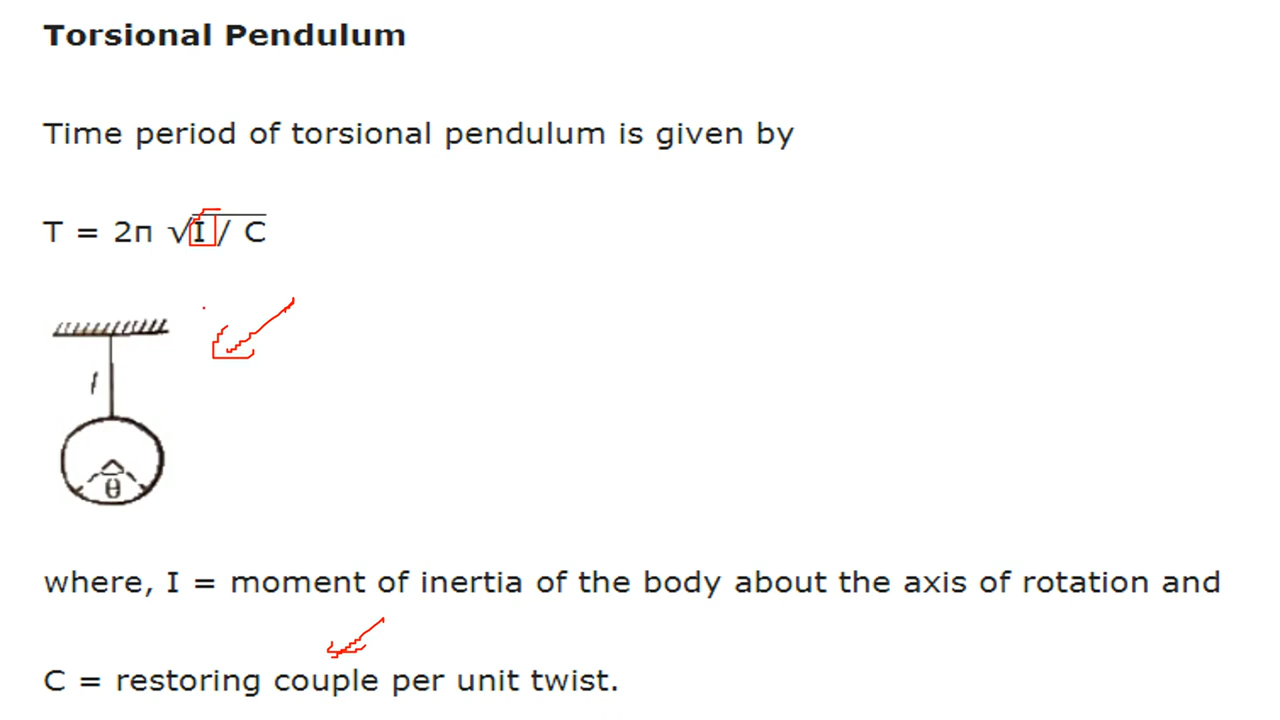 Torsional Pendulum
Time period of torsional pendulum is given by
T = 2п √I / C
l
θ
where, I = moment of inertia of the body about the axis of rotation and
C = restoring couple per unit twist.